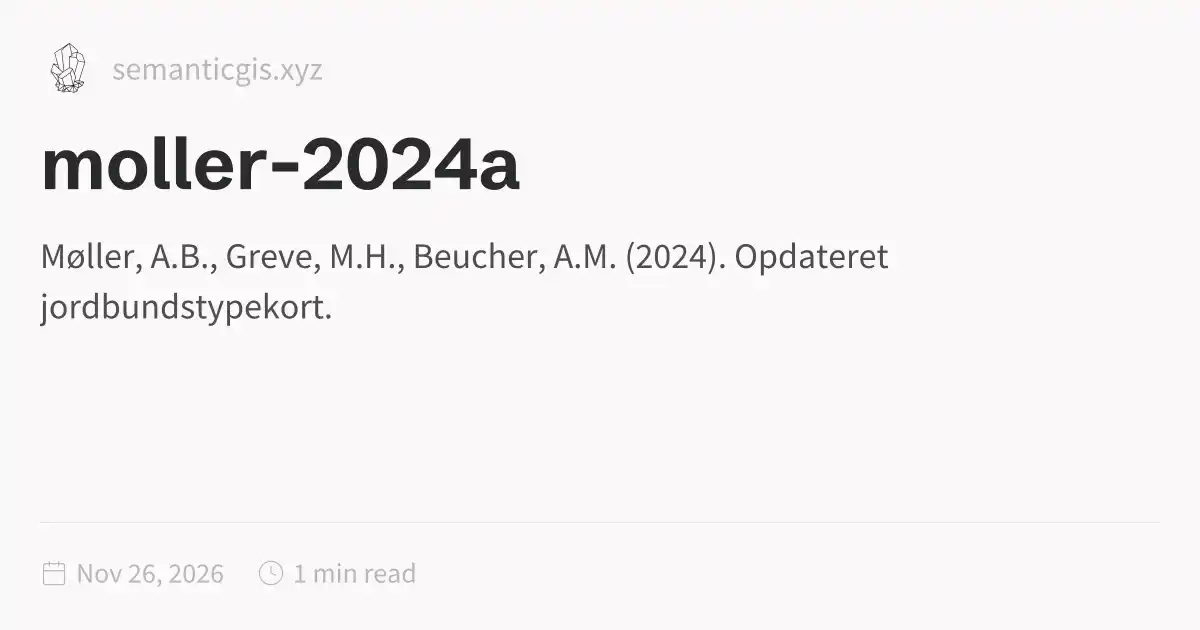 semanticgis.xyz
moller-2024a
Møller, A.B., Greve, M.H., Beucher, A.M. (2024). Opdateret
jordbundstypekort.
Nov 26, 2026 1 min read